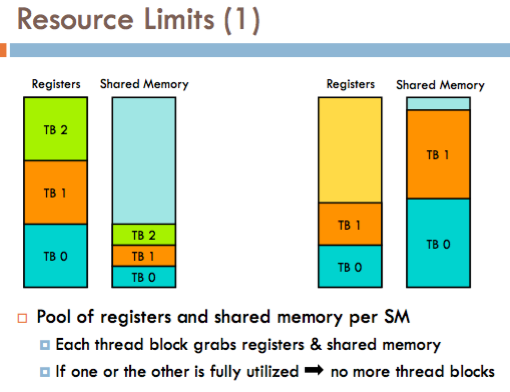 Resource Limits (1)
Registers Shared Memory Registers Shared Memory
TB 2
TB 1
TB 0
TB 2
TB 1
TB 0
TB 1
TB 0
TB 1
TB 0
Pool of registers and shared memory per SM
Each thread block grabs registers & shared memory
If one or the other is fully utilized ➡ no more thread blocks